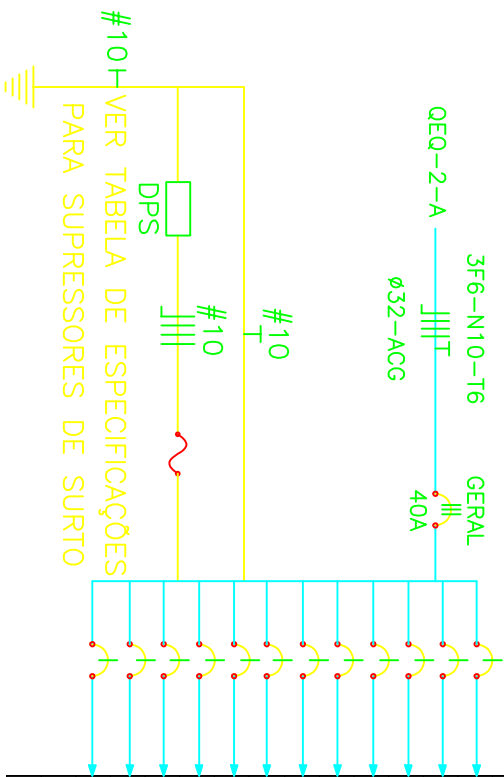 QEQ-2-A
3F6-N10-T6
ø32-ACG
GERAL
40A
#10
#10
DPS
#10
VER TABELA DE ESPECIFICAÇÕES
PARA SUPRESSORES DE SURTO